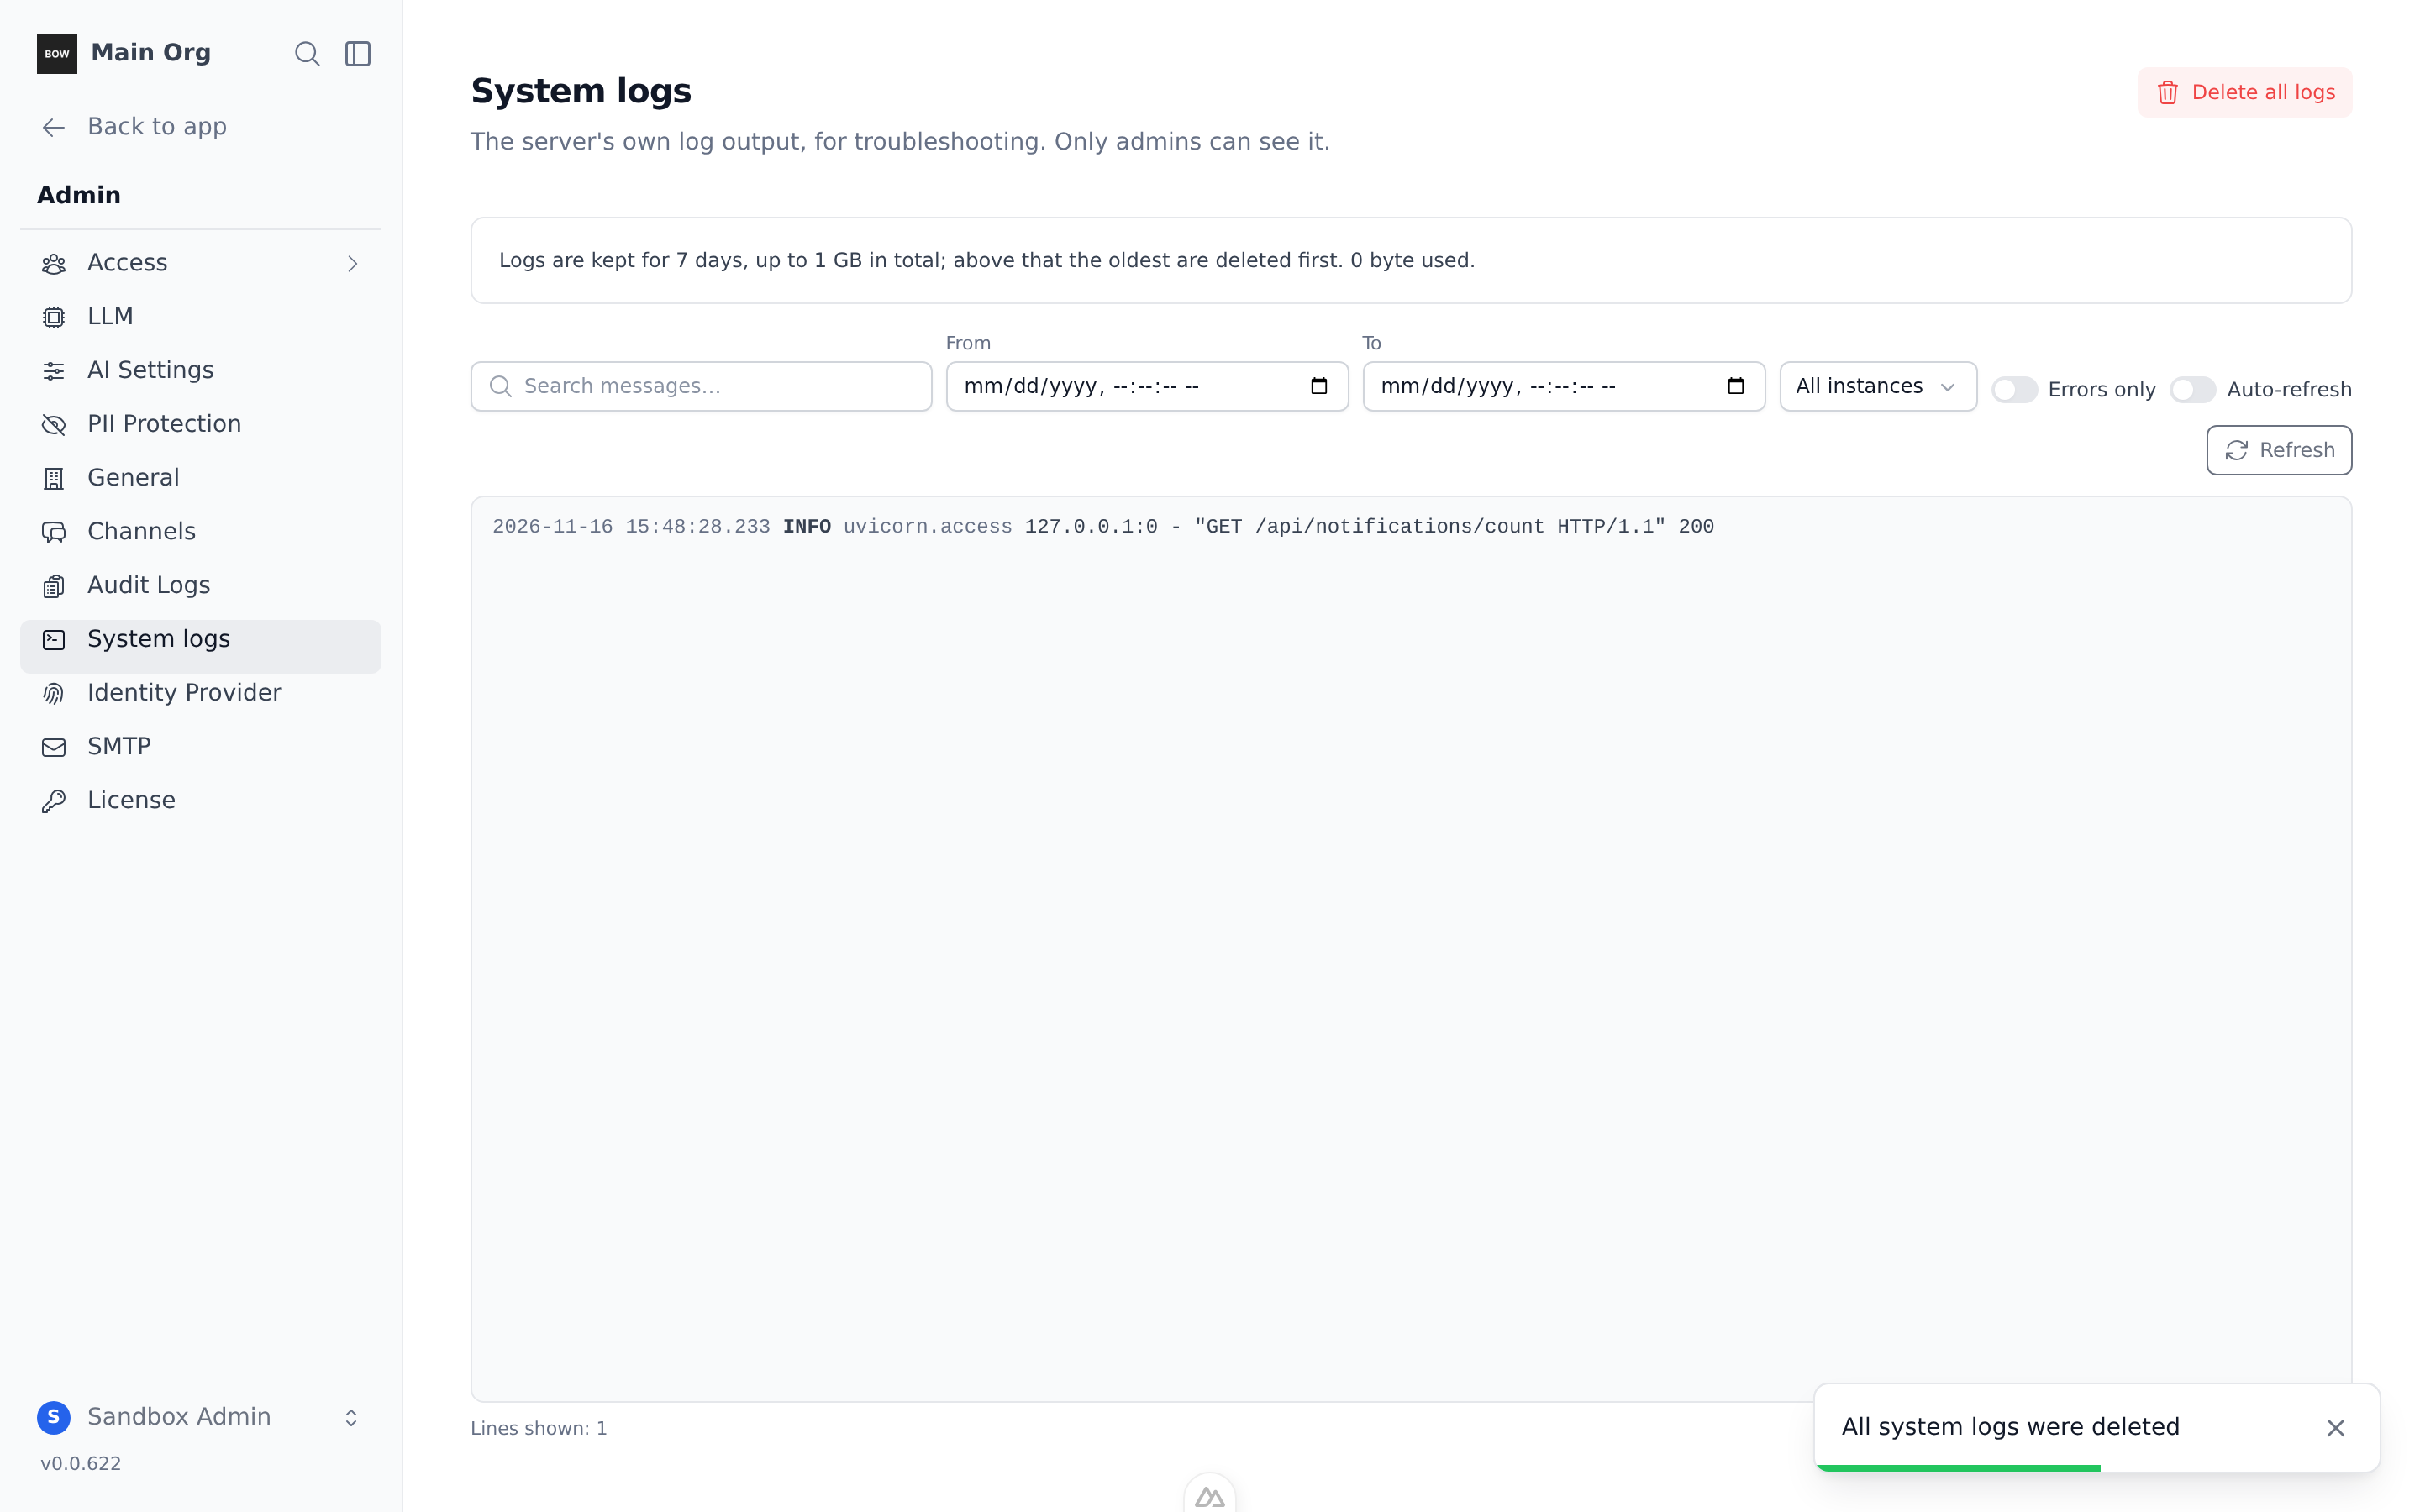 BOW Main Org
Back to app
Admin
Access
LLM
AI Settings
PII Protection
General
Channels
Audit Logs
System logs
Identity Provider
SMTP
License
S Sandbox Admin
v0.0.622
System logs
Delete all logs
The server's own log output, for troubleshooting. Only admins can see it.
Logs are kept for 7 days, up to 1 GB in total; above that the oldest are deleted first. 0 byte used.
From
To
Search messages...
mm/dd/yyyy, --:--:-- --
mm/dd/yyyy, --:--:-- --
All instances
Errors only
Auto-refresh
Refresh
2026-11-16 15:48:28.233 INFO uvicorn.access 127.0.0.1:0 - "GET /api/notifications/count HTTP/1.1" 200
Lines shown: 1
All system logs were deleted